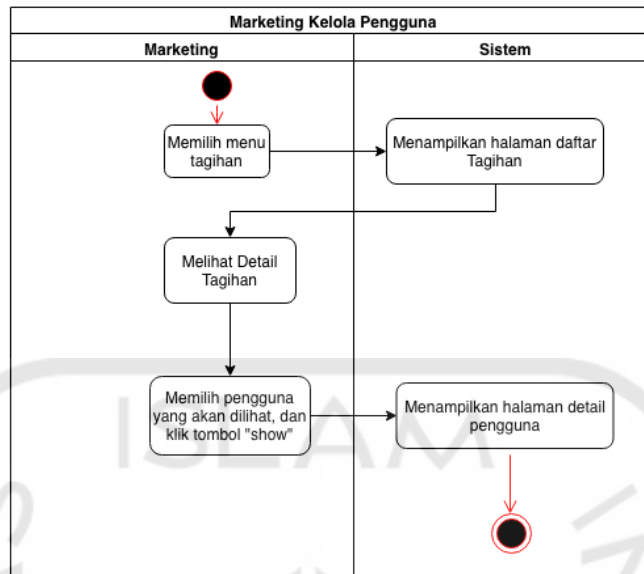 Marketing Kelola Pengguna
Marketing
Sistem
Memilih menu
tagihan
Menampilkan halaman daftar
Tagihan
Melihat Detail
Tagihan
Memilih pengguna
yang akan dilihat, dan
klik tombol "show"
Menampilkan halaman detail
pengguna
ISLAM